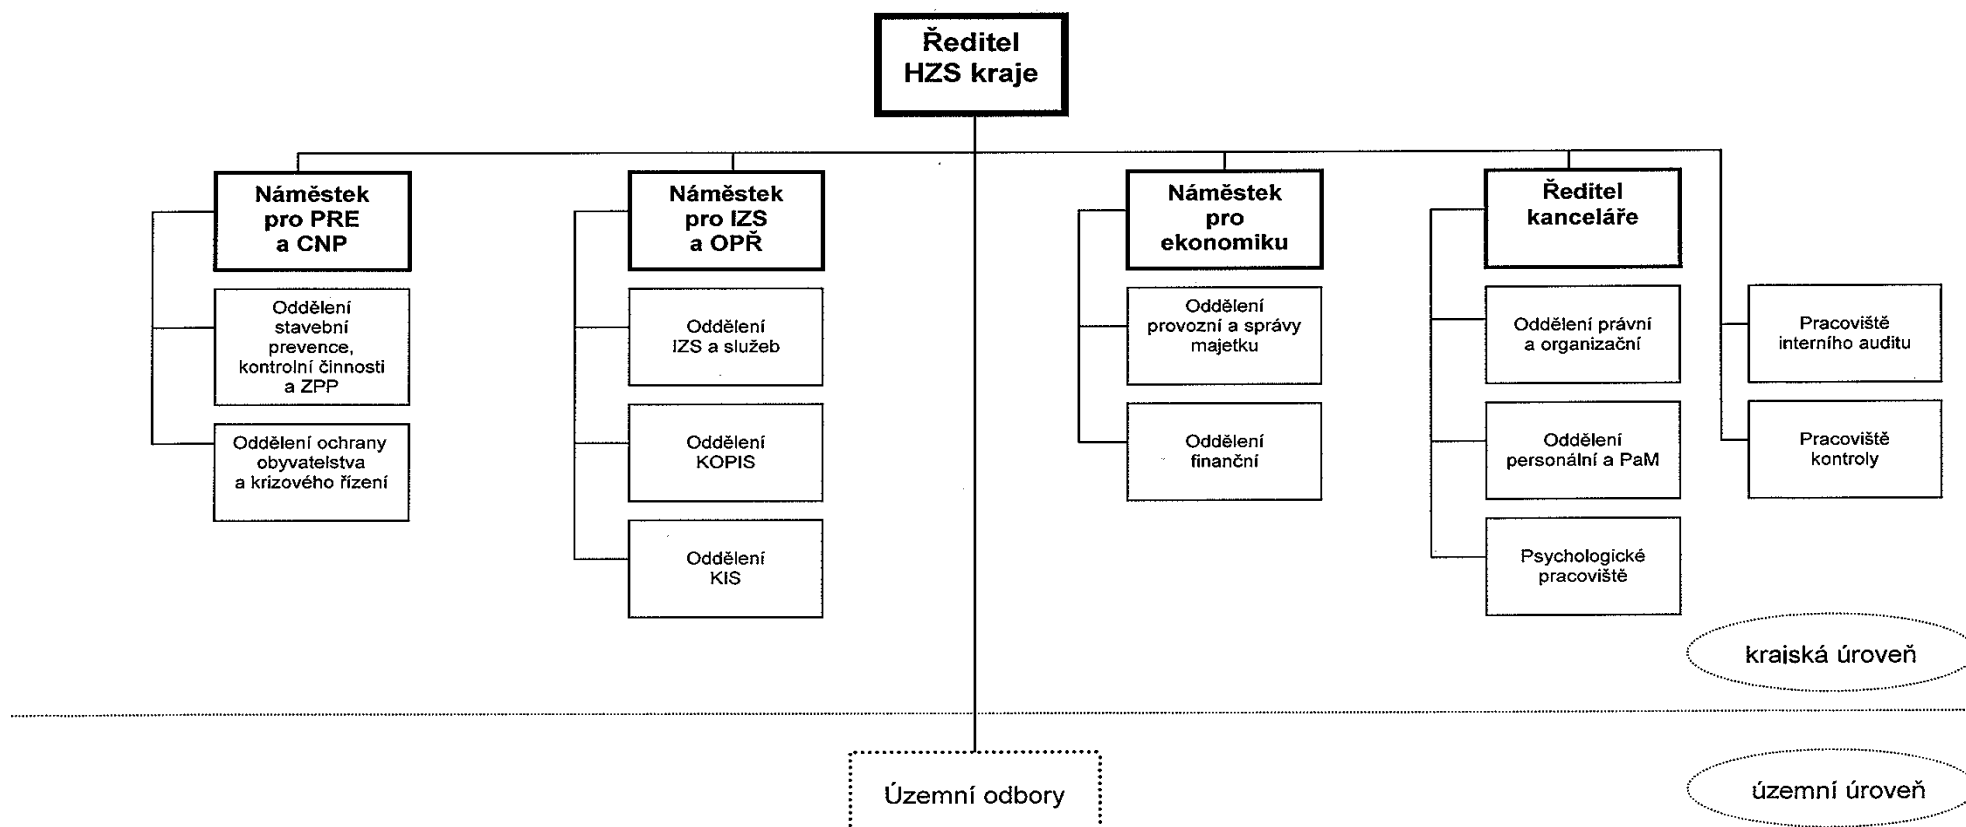 Ředitel
HZS kraje
Náměstek
pro PRE
a CNP
Oddělení
stavební
prevence,
kontrolní činnosti
a ZPP
Oddělení ochrany
obyvatelstva
a krizového řízení
Náměstek
pro IZS
a OPŘ
Oddělení
IZS a služeb
Oddělení
KOPIS
Oddělení
KIS
Náměstek
pro
ekonomiku
Oddělení
provozní a správy
majetku
Oddělení
finanční
Ředitel
kanceláře
Oddělení právní
a organizační
Oddělení
personální a PaM
Psychologické
pracoviště
Pracoviště
interního auditu
Pracoviště
kontroly
krajská úroveň
Územní odbory
územní úroveň